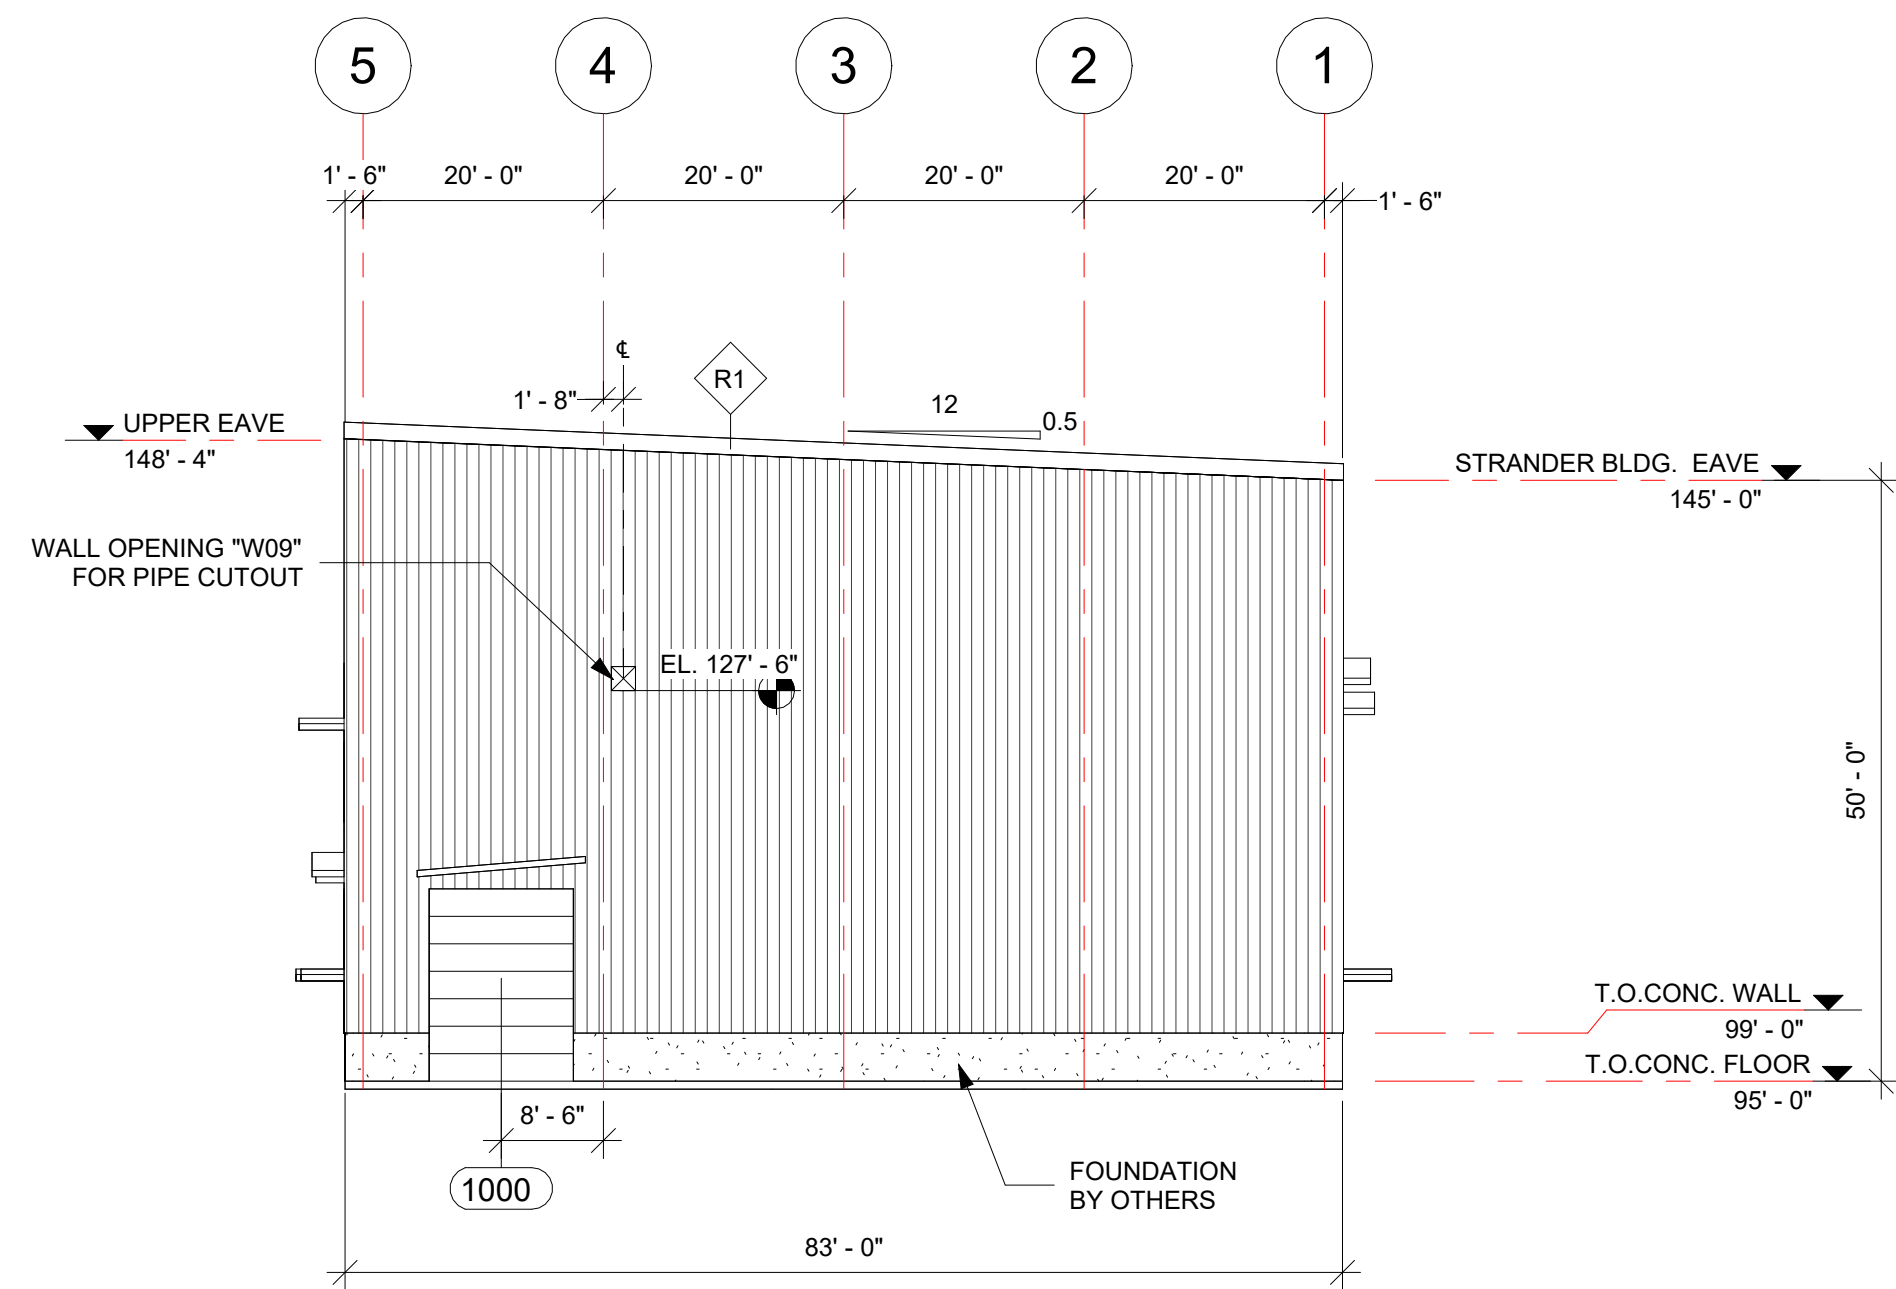 5
4
3
2
1
1' - 6"
20' - 0"
20' - 0"
20' - 0"
20' - 0"
1' - 6"
℄
1' - 8"
R1
12
0.5
UPPER EAVE
148' - 4"
STRANDER BLDG.  EAVE
145' - 0"
WALL OPENING "W09"
FOR PIPE CUTOUT
EL. 127' - 6"
50' - 0"
T.O.CONC. WALL
99' - 0"
T.O.CONC. FLOOR
95' - 0"
8' - 6"
1000
FOUNDATION
BY OTHERS
83' - 0"